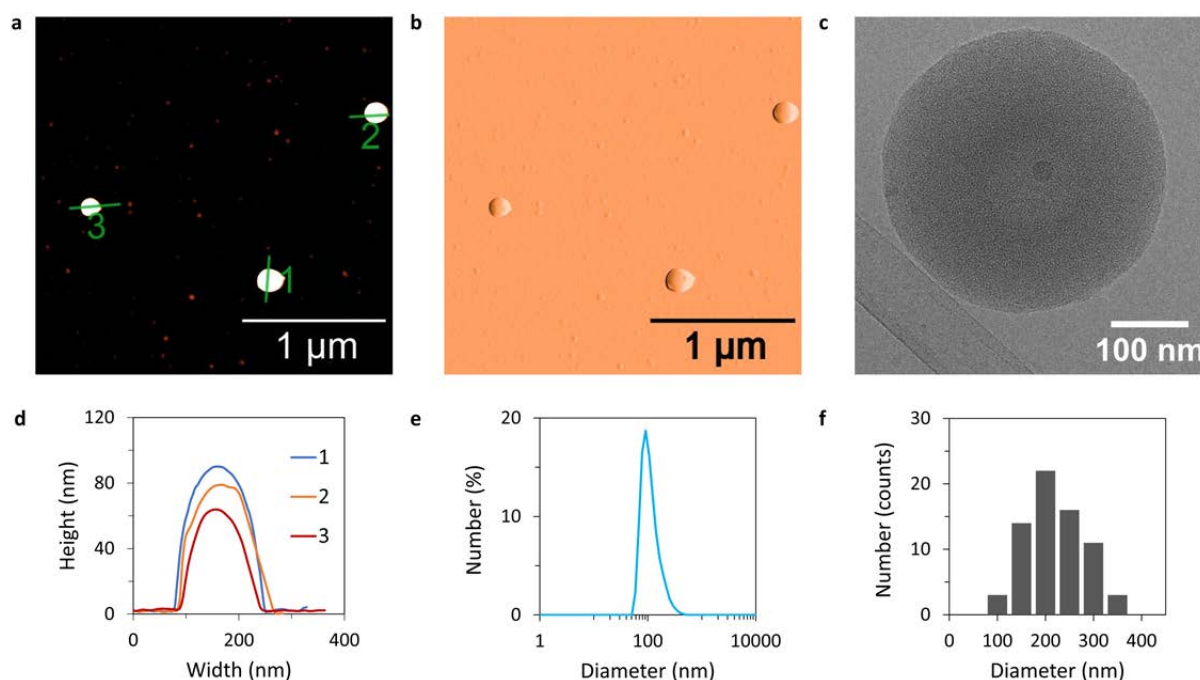 a
b
c
2
3
1
1 µm
1 µm
100 nm
d
120
80
40
0
Height (nm)
0
200
400
Width (nm)
1
2
3
e
20
10
0
Number (%)
1
100
10000
Diameter (nm)
f
30
20
10
0
Number (counts)
0
100
200
300
400
Diameter (nm)